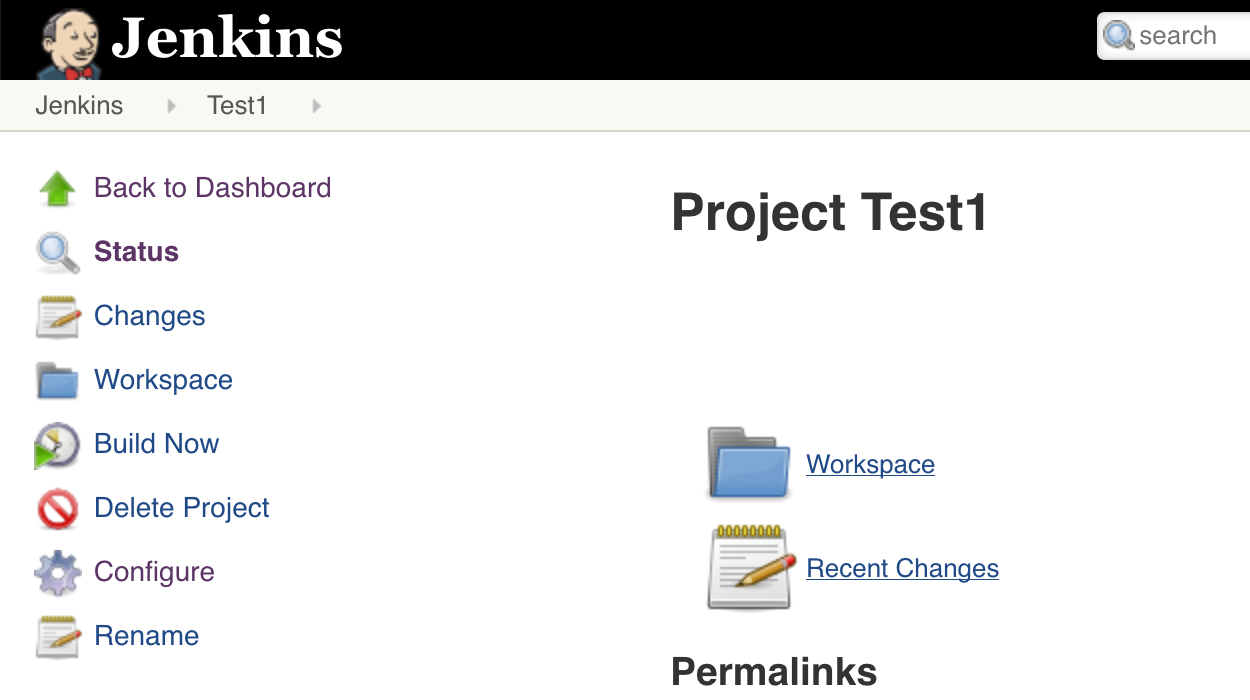 Jenkins
search
Jenkins Test1
Back to Dashboard
Status
Changes
Workspace
Build Now
Delete Project
Configure
Rename
Project Test1
Workspace
Recent Changes
Permalinks